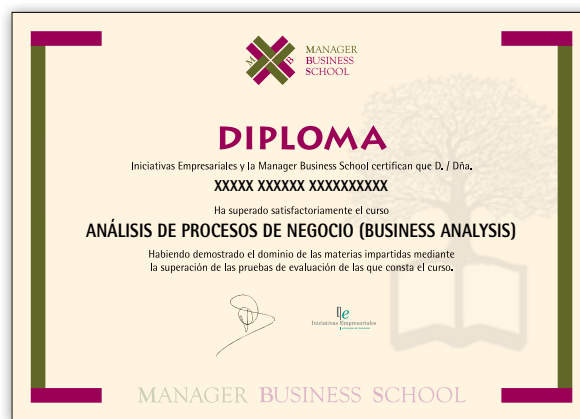 M B
MANAGER
BUSINESS
SCHOOL
DIPLOMA
Iniciativas Empresariales y la Manager Business School certifican que D. / Dña.
XXXXX XXXXXX XXXXXXXXXX
Ha superado satisfactoriamente el curso
ANÁLISIS DE PROCESOS DE NEGOCIO (BUSINESS ANALYSIS)
Habiendo demostrado el dominio de las materias impartidas mediante
la superación de las pruebas de evaluación de las que consta el curso.
Iniciativas Empresariales
MANAGER BUSINESS SCHOOL